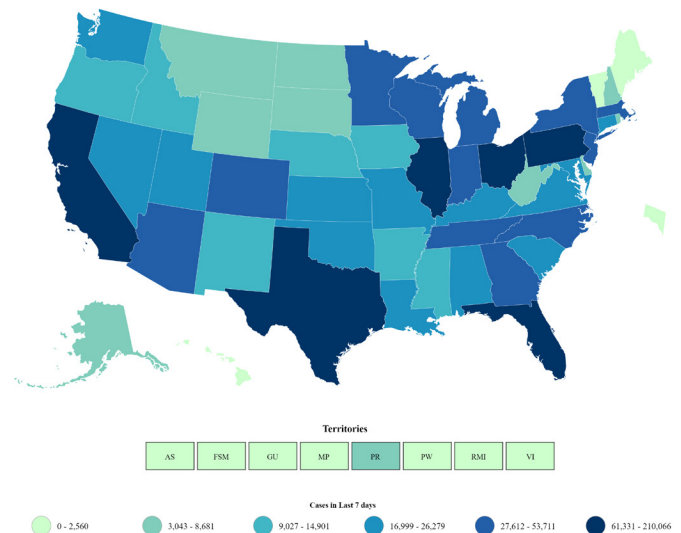 Territories
AS FSM GU MP PR PW RMI VI
Cases in Last 7 days
0 - 2,560 3,043 - 8,681 9,027 - 14,901 16,999 - 26,279 27,612 - 53,711 61,331 - 210,066